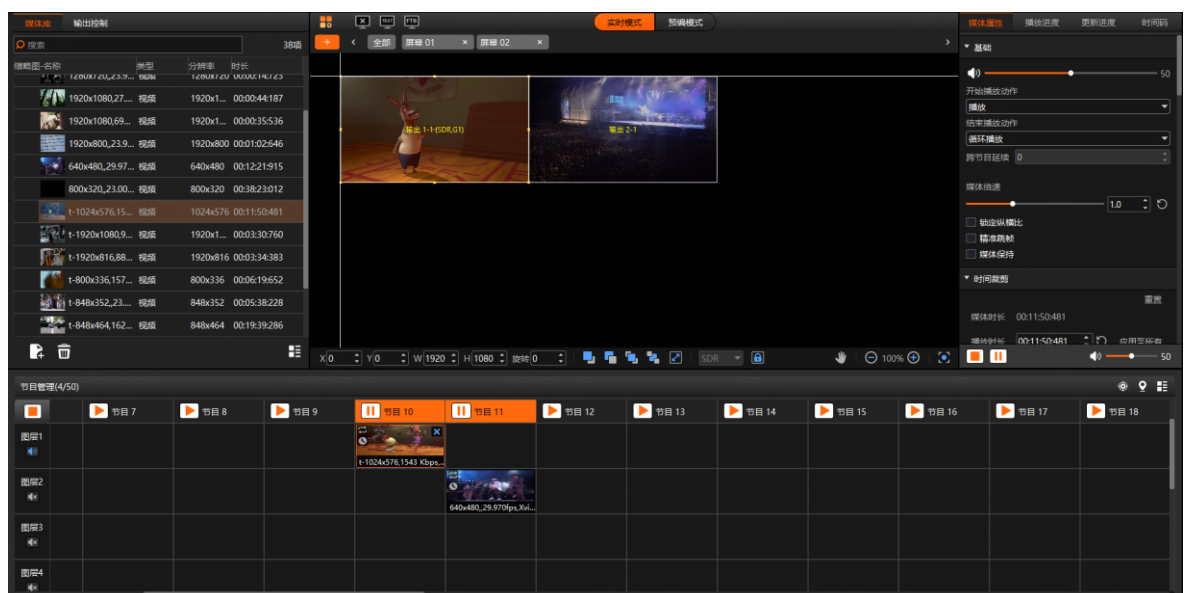 媒体库 输出控制
搜索 38项
缩略图-名称 类型 分辨率 时长
1280x720,,23.9... 视频 1280x720 00:00:14:723
1920x1080,27.... 视频 1920x1... 00:00:44:187
1920x1080,69... 视频 1920x1... 00:00:35:536
1920x800,,23.9... 视频 1920x800 00:01:02:646
640x480,,29.97... 视频 640x480 00:12:21:915
800x320,,23.00... 视频 800x320 00:38:23:012
t-1024x576,15... 视频 1024x576 00:11:50:481
t-1920x1080,9... 视频 1920x1... 00:03:30:760
t-1920x816,88... 视频 1920x816 00:03:34:383
t-800x336,157... 视频 800x336 00:06:19:652
t-848x352,,23.... 视频 848x352 00:05:38:228
t-848x464,162... 视频 848x464 00:19:39:286
TEXT FTB 实时模式 预编模式
+ 全部 屏幕 01 × 屏幕 02 ×
输出 1-1-(SDR,G1) 输出 2-1
X 0 Y 0 W 1920 H 1080 旋转 0 SDR 100%
媒体属性 播放进度 更新进度 时间码
基础
50
开始播放动作
播放
结束播放动作
循环播放
跨节目延续 0
媒体倍速
1.0
锁定纵横比
精准跳帧
媒体保持
时间裁剪
重置
媒体时长 00:11:50:481
播放时长 00:11:50:481 应用至所有
50
节目管理(4/50)
节目 7 节目 8 节目 9 节目 10 节目 11 节目 12 节目 13 节目 14 节目 15 节目 16 节目 17 节目 18
图层1
t-1024x576,1543 Kbps,...
图层2
640x480,,29.970fps,Xvi...
图层3
图层4